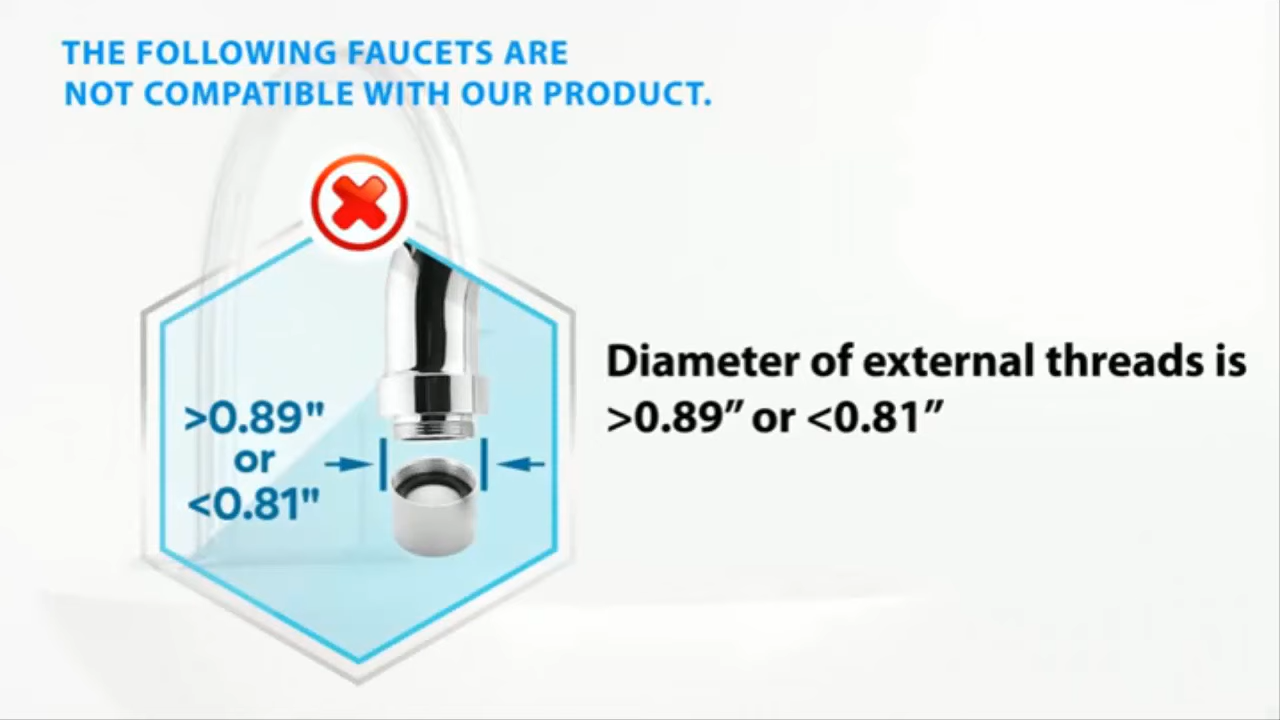 THE FOLLOWING FAUCETS ARE
NOT COMPATIBLE WITH OUR PRODUCT.
>0.89"
or
<0.81"
Diameter of external threads is
>0.89” or <0.81”